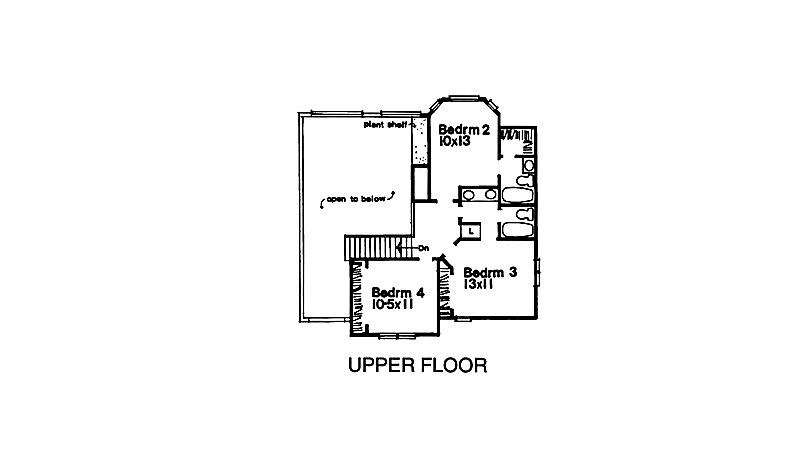 plant shelf
Bedrm 2
10x13
open to below
L
Dn
Bedrm 3
13x11
Bedrm 4
10-5x11
UPPER FLOOR